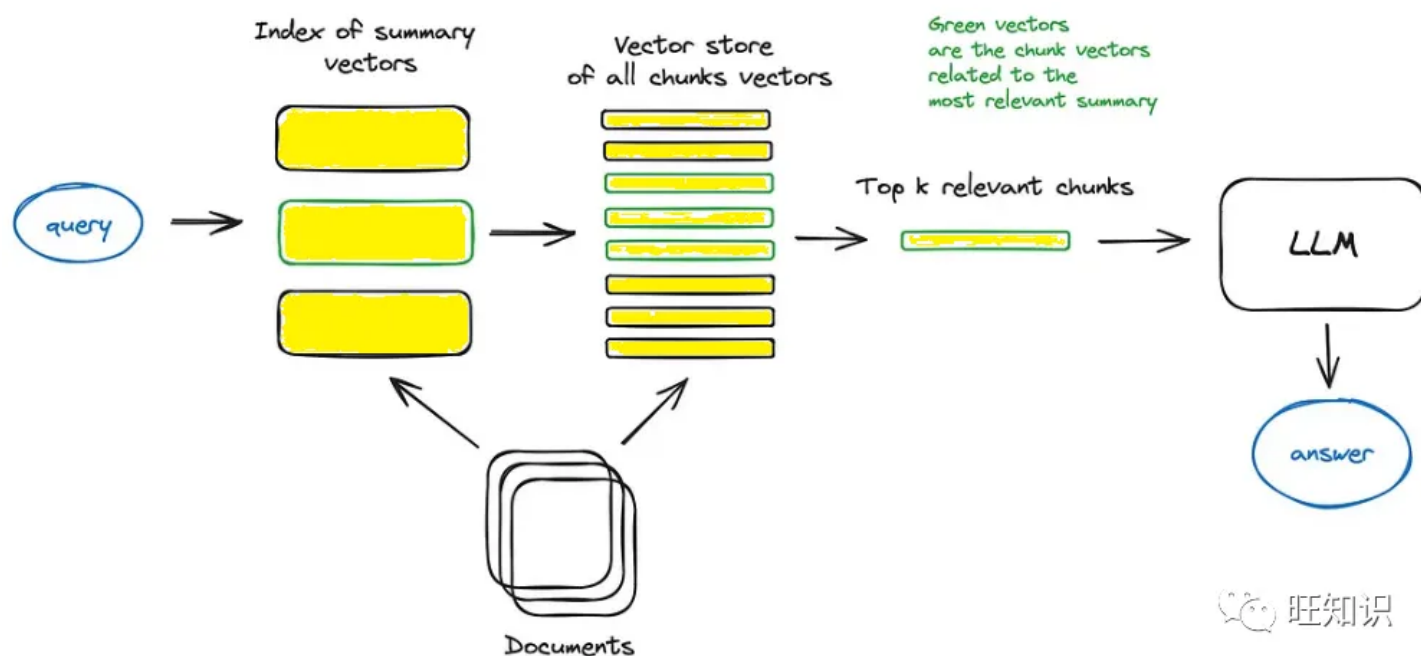 Index of summary
vectors
Vector store
of all chunks vectors
Green vectors
are the chunk vectors
related to the
most relevant summary
query
Top k relevant chunks
LLM
answer
Documents
旺知识